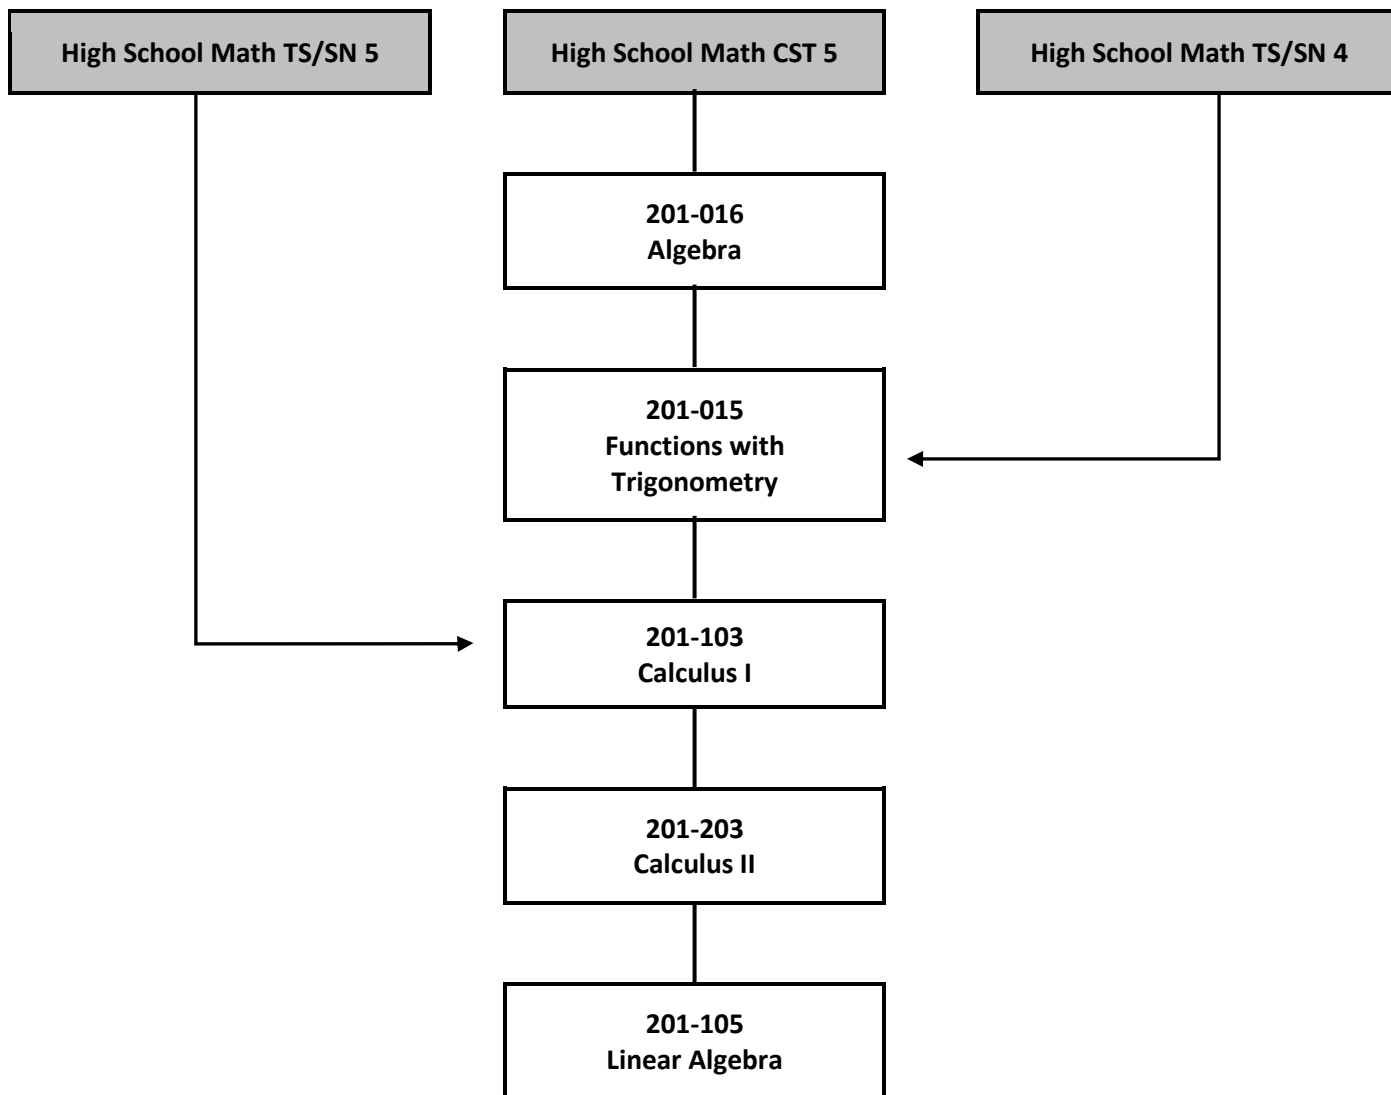 High School Math TS/SN 5
High School Math CST 5
High School Math TS/SN 4
201-016
Algebra
201-015
Functions with
Trigonometry
201-103
Calculus I
201-203
Calculus II
201-105
Linear Algebra